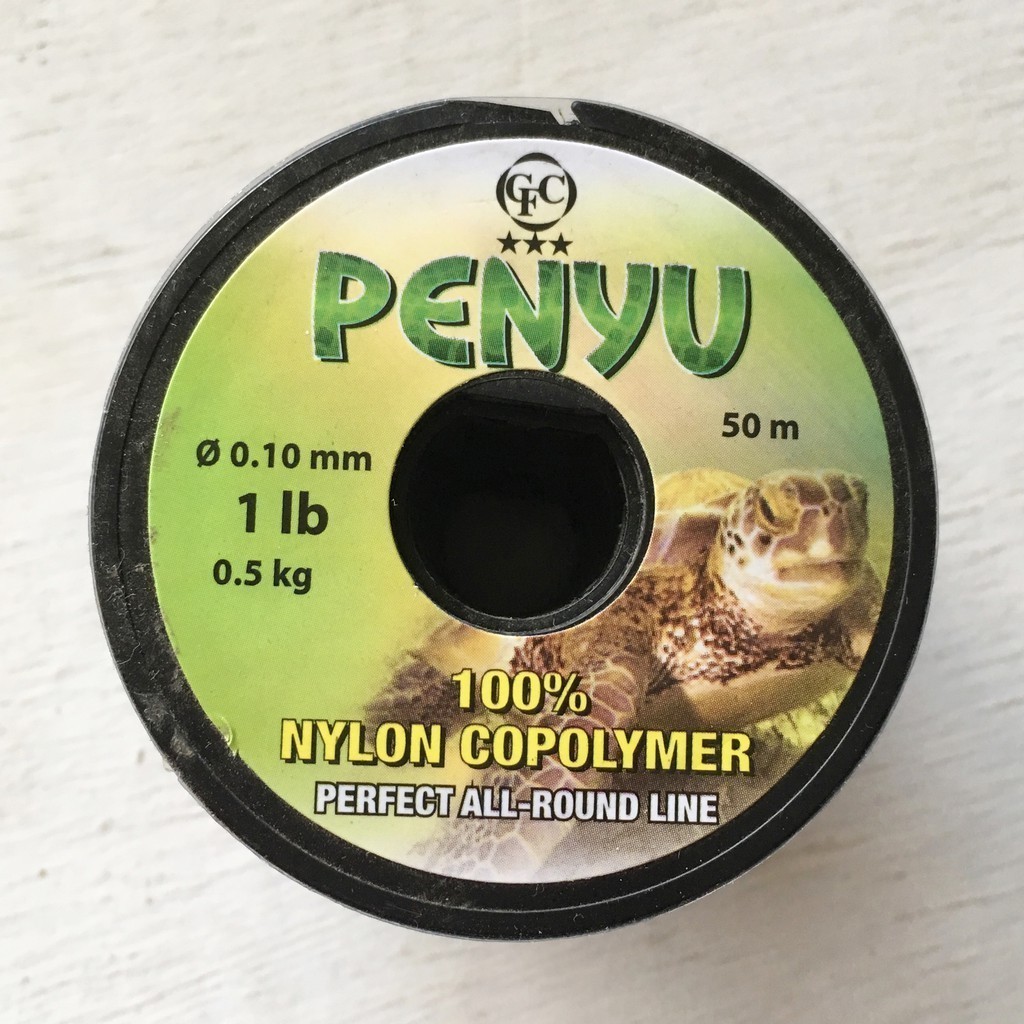 GFC
PENYU
50 m
Ø 0.10 mm
1 lb
0.5 kg
100%
NYLON COPOLYMER
PERFECT ALL-ROUND LINE